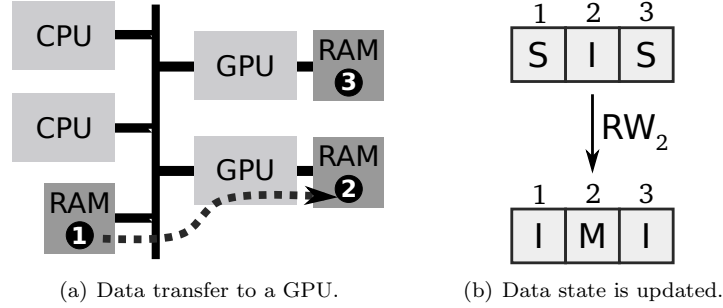 CPU
GPU
RAM
3
CPU
GPU
RAM
2
RAM
1
(a) Data transfer to a GPU.
1 2 3
S I S
RW2
1 2 3
I M I
(b) Data state is updated.